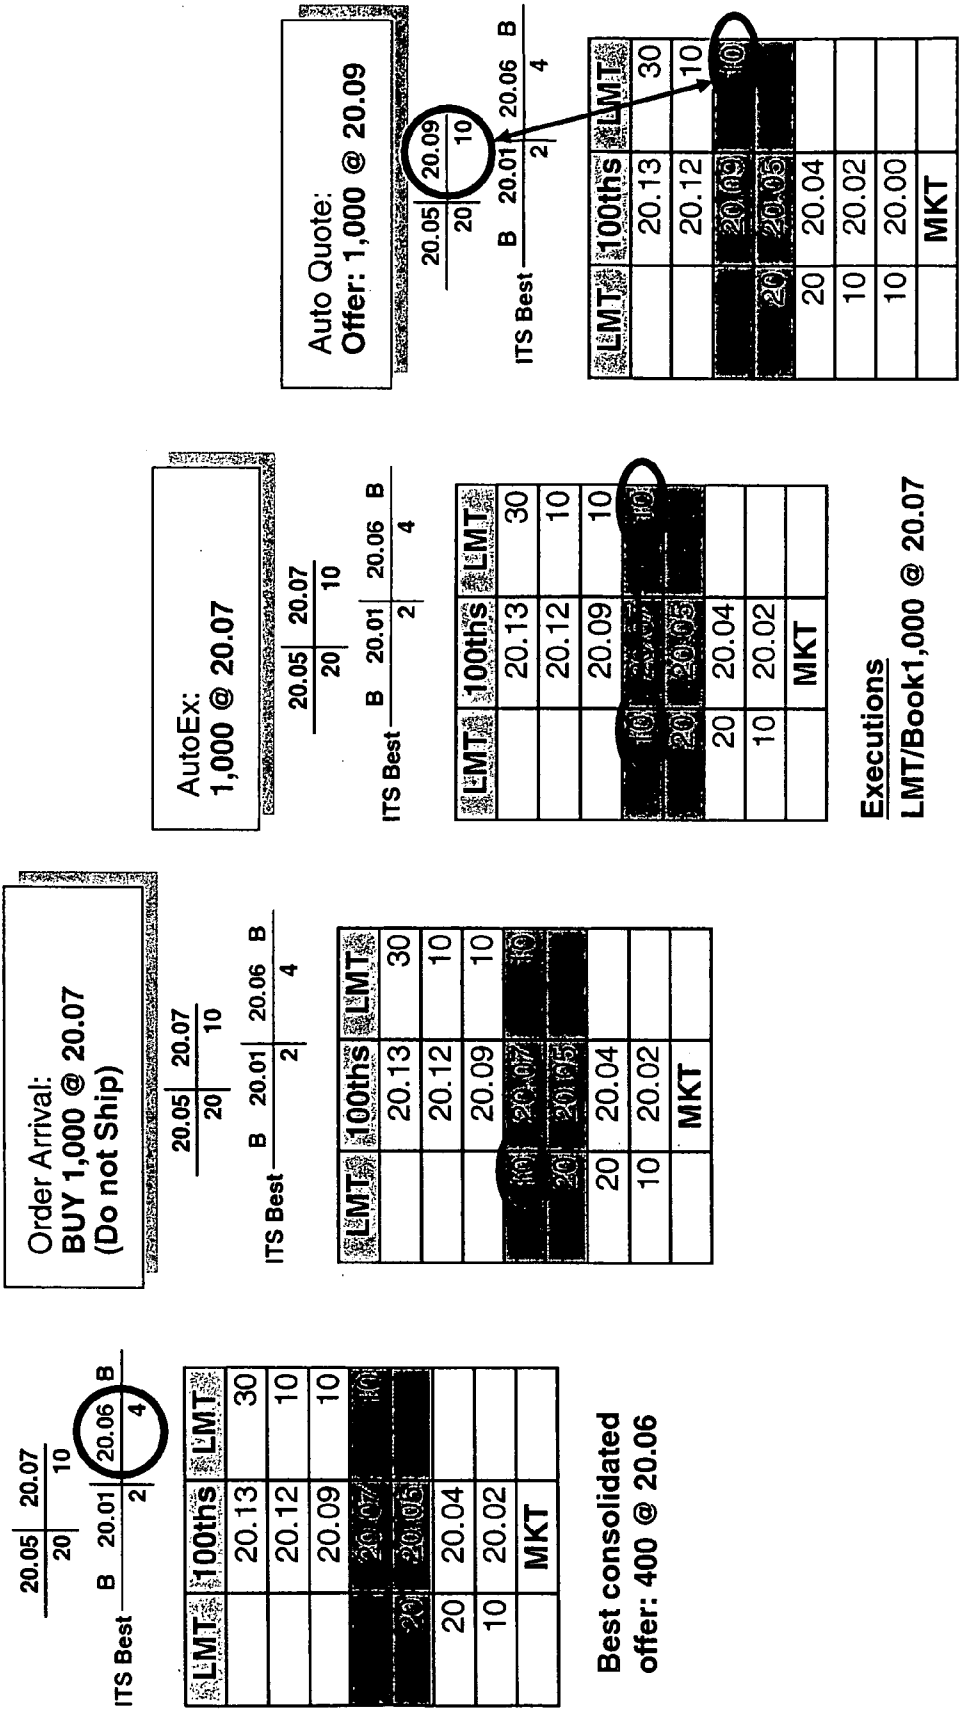 20.05 20.07
20 10
ITS Best B 20.01 20.06 B
2 4
LMT 100ths LMT
20.13 30
20.12 10
20.09 10
20.07 10
20 20.05
20 20.04
10 20.02
MKT
Best consolidated
offer: 400 @ 20.06
Order Arrival:
BUY 1,000 @ 20.07
(Do not Ship)
20.05 20.07
20 10
ITS Best B 20.01 20.06 B
2 4
LMT 100ths LMT
20.13 30
20.12 10
20.09 10
10 20.07 10
20 20.05
20 20.04
10 20.02
MKT
AutoEx:
1,000 @ 20.07
20.05 20.07
20 10
ITS Best B 20.01 20.06 B
2 4
LMT 100ths LMT
20.13 30
20.12 10
20.09 10
10 20.07 10
20 20.05
20 20.04
10 20.02
MKT
Executions
LMT/Book1,000 @ 20.07
Auto Quote:
Offer: 1,000 @ 20.09
20.05 20.09
20 10
ITS Best B 20.01 20.06 B
2 4
LMT 100ths LMT
20.13 30
20.12 10
20.09 10
20 20.05
20 20.04
10 20.02
10 20.00
MKT